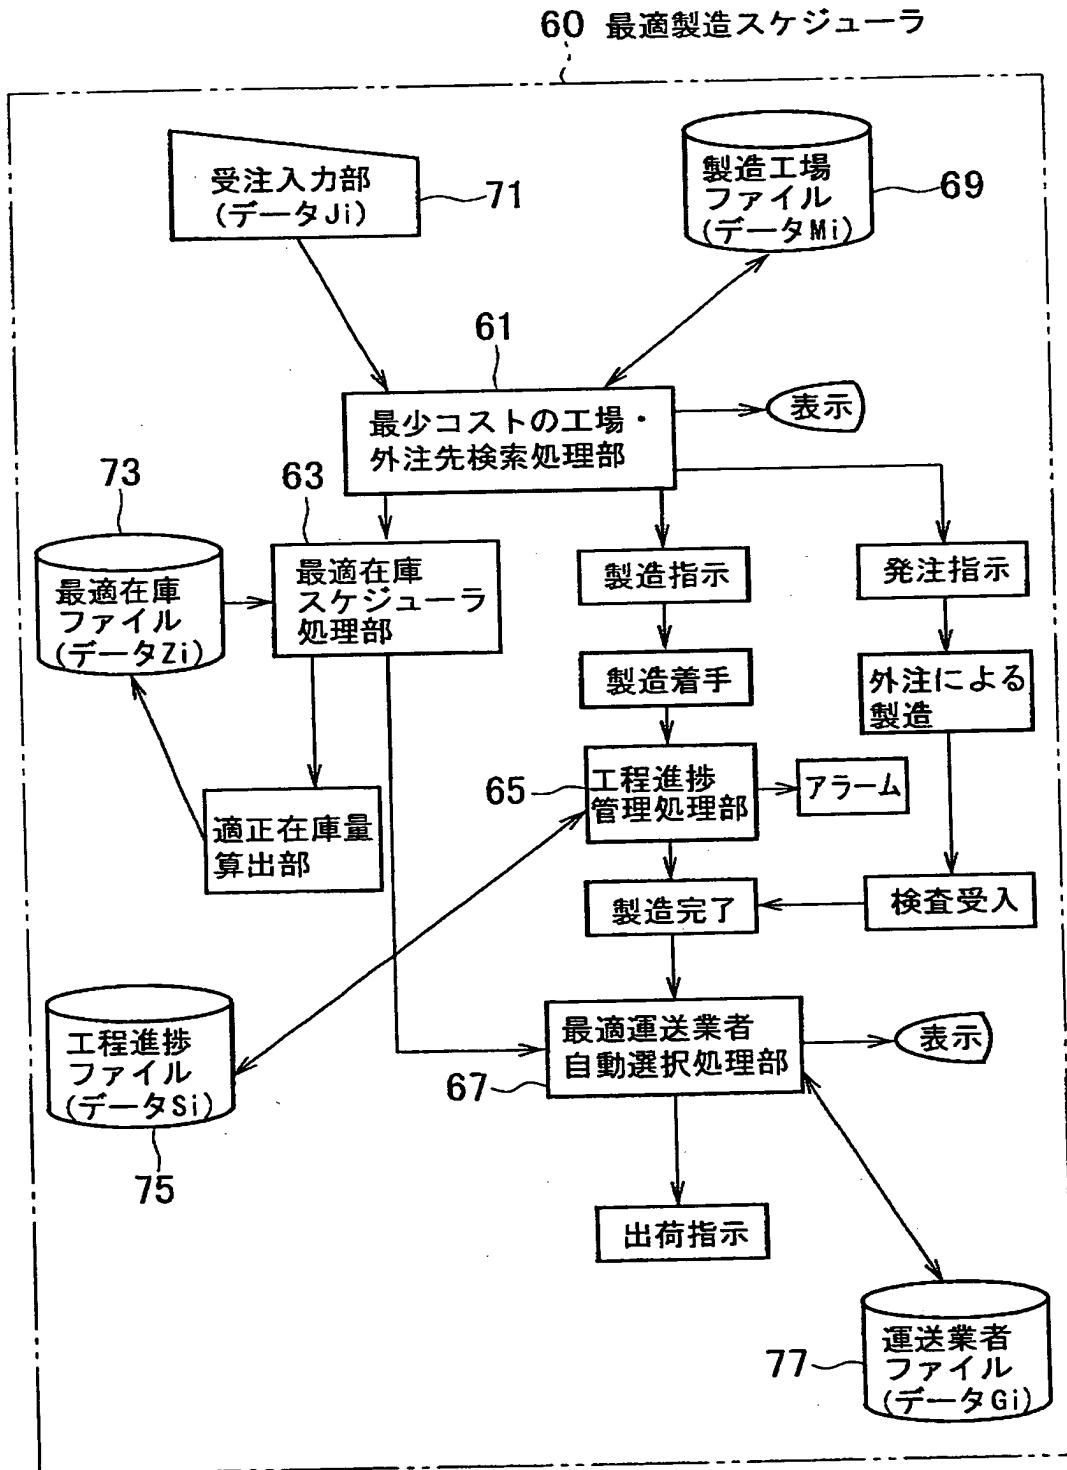 60 最適製造スケジューラ
受注入力部
(データJi)
71
製造工場
ファイル
(データMi)
69
61
最少コストの工場・
外注先検索処理部
表示
73
63
最適在庫
ファイル
(データZi)
最適在庫
スケジューラ
処理部
製造指示
発注指示
製造着手
外注による
製造
65
工程進捗
管理処理部
アラーム
適正在庫量
算出部
製造完了
検査受入
工程進捗
ファイル
(データSi)
75
最適運送業者
自動選択処理部
67
表示
出荷指示
運送業者
ファイル
(データGi)
77